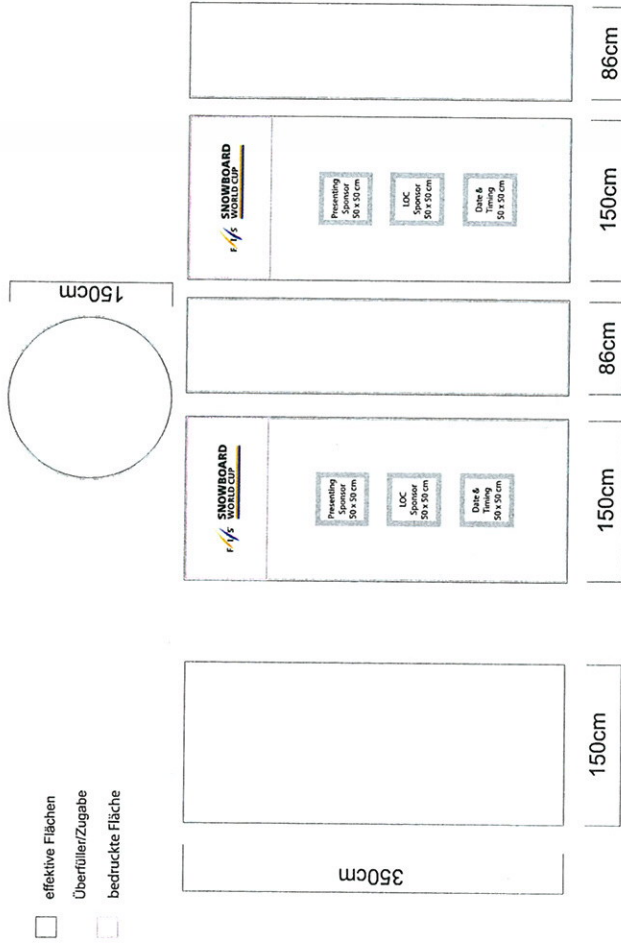 effektive Flächen
Überfüller/Zugabe
bedruckte Fläche
150cm
350cm
150cm
F/I/S SNOWBOARD
WORLD CUP
Presenting
Sponsor
50 x 50 cm
LOC
Sponsor
50 x 50 cm
Date &
Timing
50 x 50 cm
150cm
86cm
F/I/S SNOWBOARD
WORLD CUP
Presenting
Sponsor
50 x 50 cm
LOC
Sponsor
50 x 50 cm
Date &
Timing
50 x 50 cm
150cm
86cm